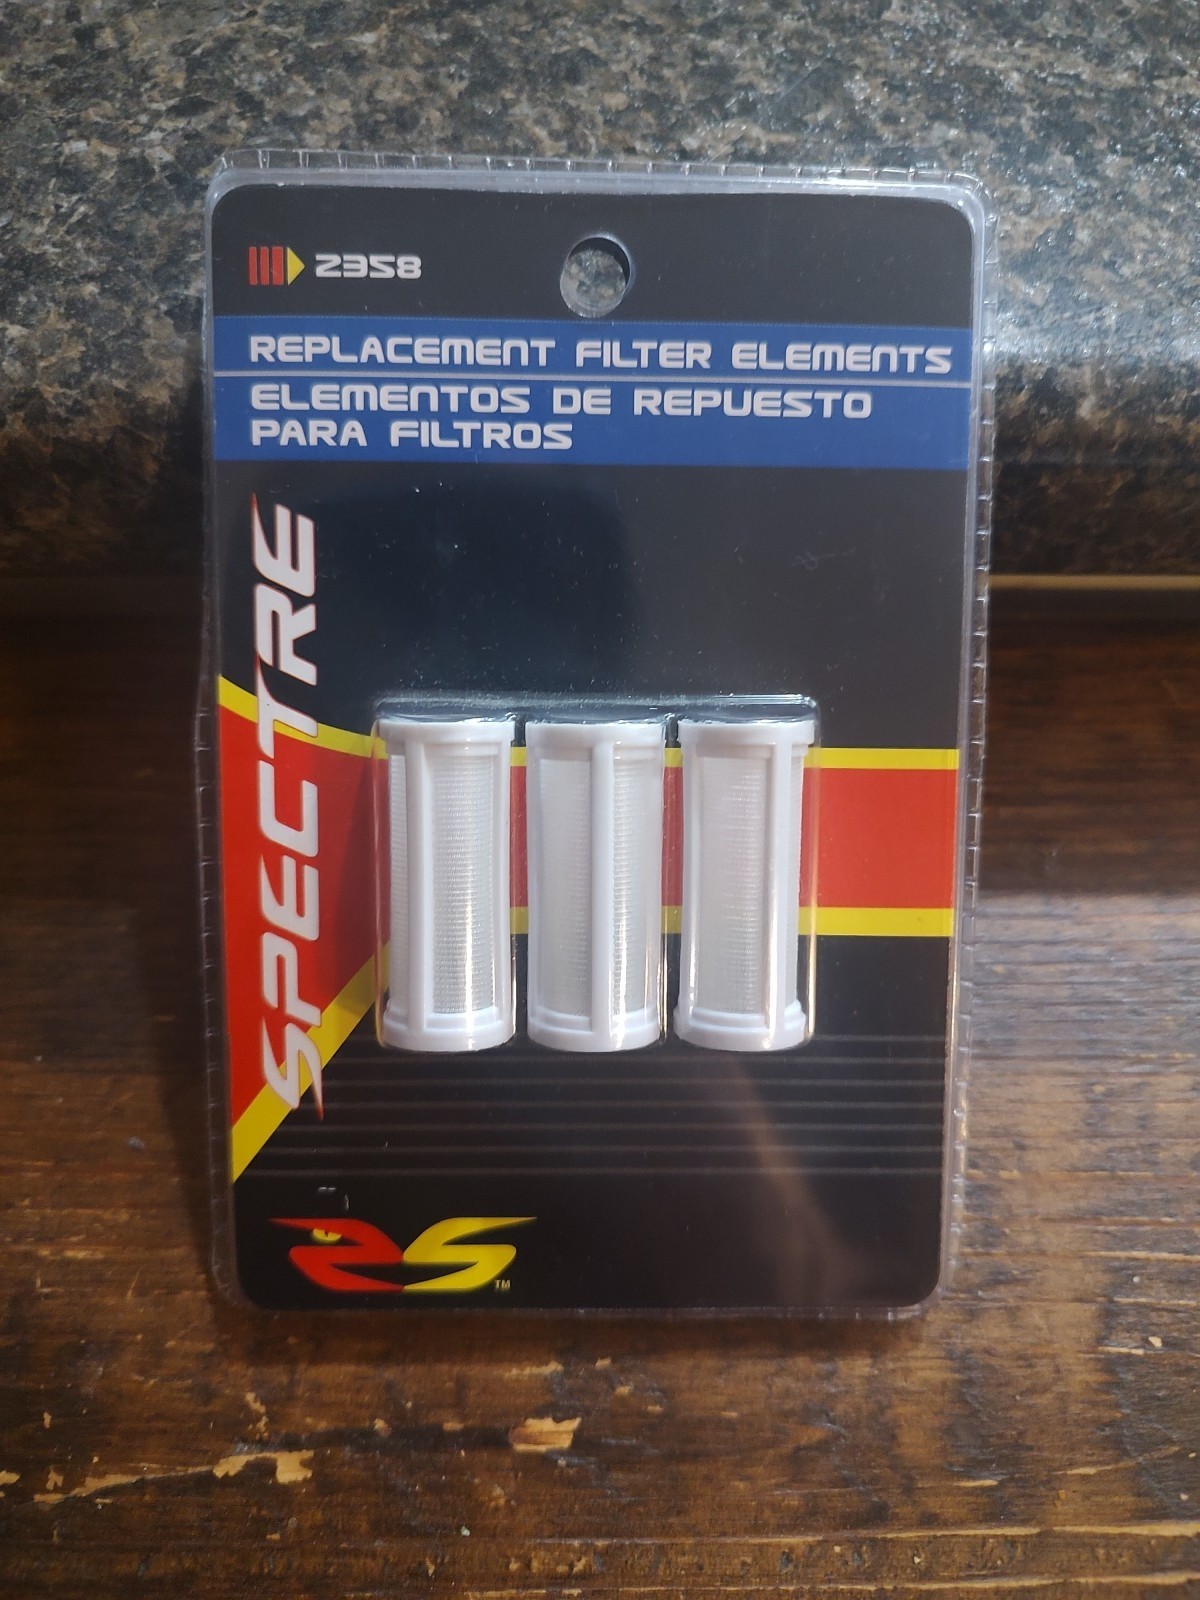 2358
REPLACEMENT FILTER ELEMENTS
ELEMENTOS DE REPUESTO
PARA FILTROS
SPECTRE
TM